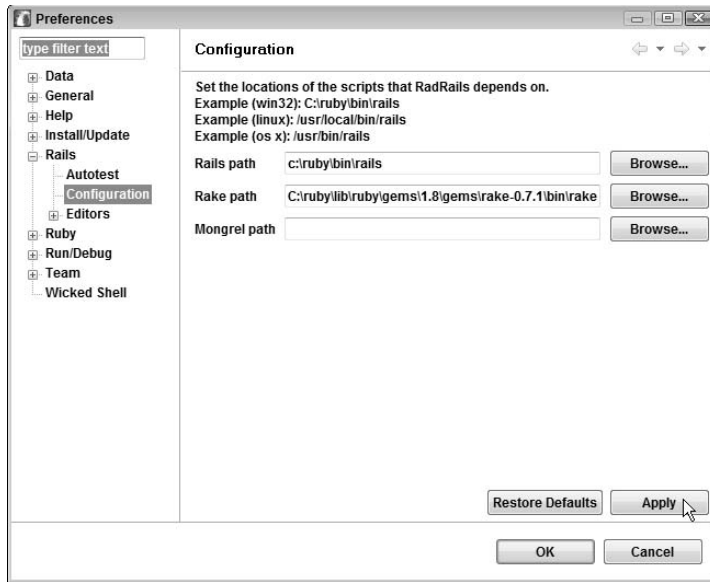 Preferences
type filter text
Data
General
Help
Install/Update
Rails
Autotest
Configuration
Editors
Ruby
Run/Debug
Team
Wicked Shell
Configuration
Set the locations of the scripts that RadRails depends on.
Example (win32): C:\ruby\bin\rails
Example (linux): /usr/local/bin/rails
Example (os x): /usr/bin/rails
Rails path c:\ruby\bin\rails Browse...
Rake path C:\ruby\lib\ruby\gems\1.8\gems\rake-0.7.1\bin\rake Browse...
Mongrel path Browse...
Restore Defaults Apply
OK Cancel